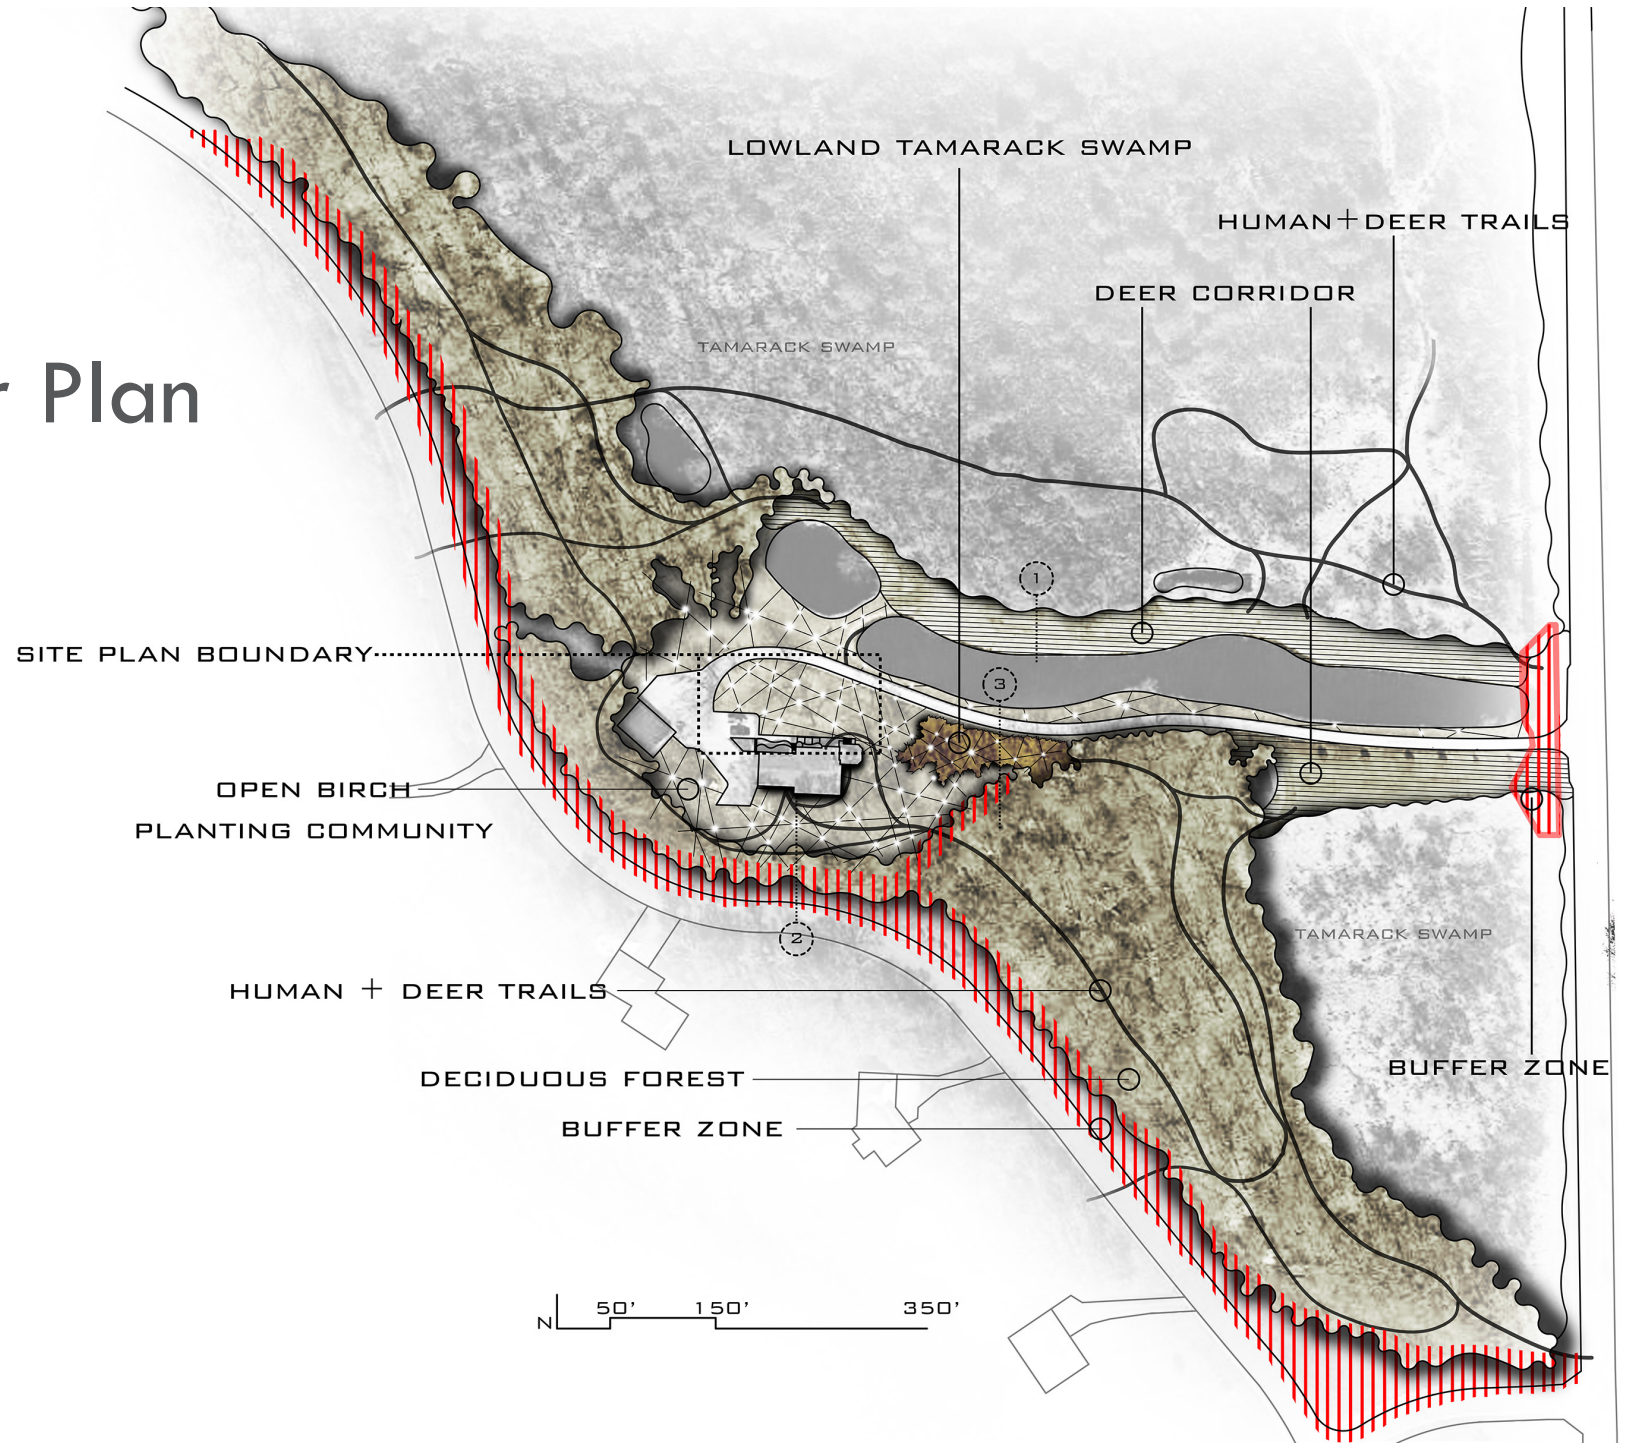 LOWLAND TAMARACK SWAMP
HUMAN+DEER TRAILS
DEER CORRIDOR
TAMARACK SWAMP
r Plan
1
SITE PLAN BOUNDARY
3
OPEN BIRCH
PLANTING COMMUNITY
TAMARACK SWAMP
2
HUMAN + DEER TRAILS
BUFFER ZONE
DECIDUOUS FOREST
BUFFER ZONE
50' 150' 350'
N